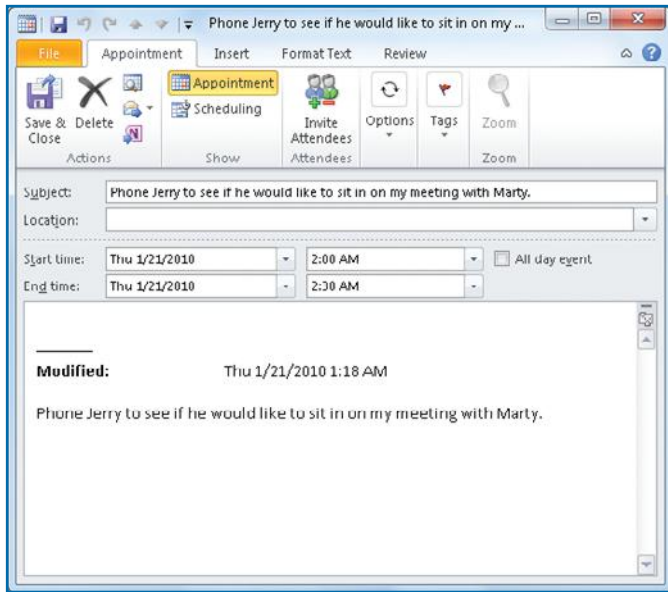 Phone Jerry to see if he would like to sit in on my ...
File Appointment Insert Format Text Review
Save & Close Delete
Actions
Appointment
Scheduling
Show
Invite Attendees
Attendees
Options
Tags
Zoom
Zoom
Subject: Phone Jerry to see if he would like to sit in on my meeting with Marty.
Location:
Start time: Thu 1/21/2010 2:00 AM All day event
End time: Thu 1/21/2010 2:30 AM
Modified: Thu 1/21/2010 1:18 AM
Phone Jerry to see if he would like to sit in on my meeting with Marty.